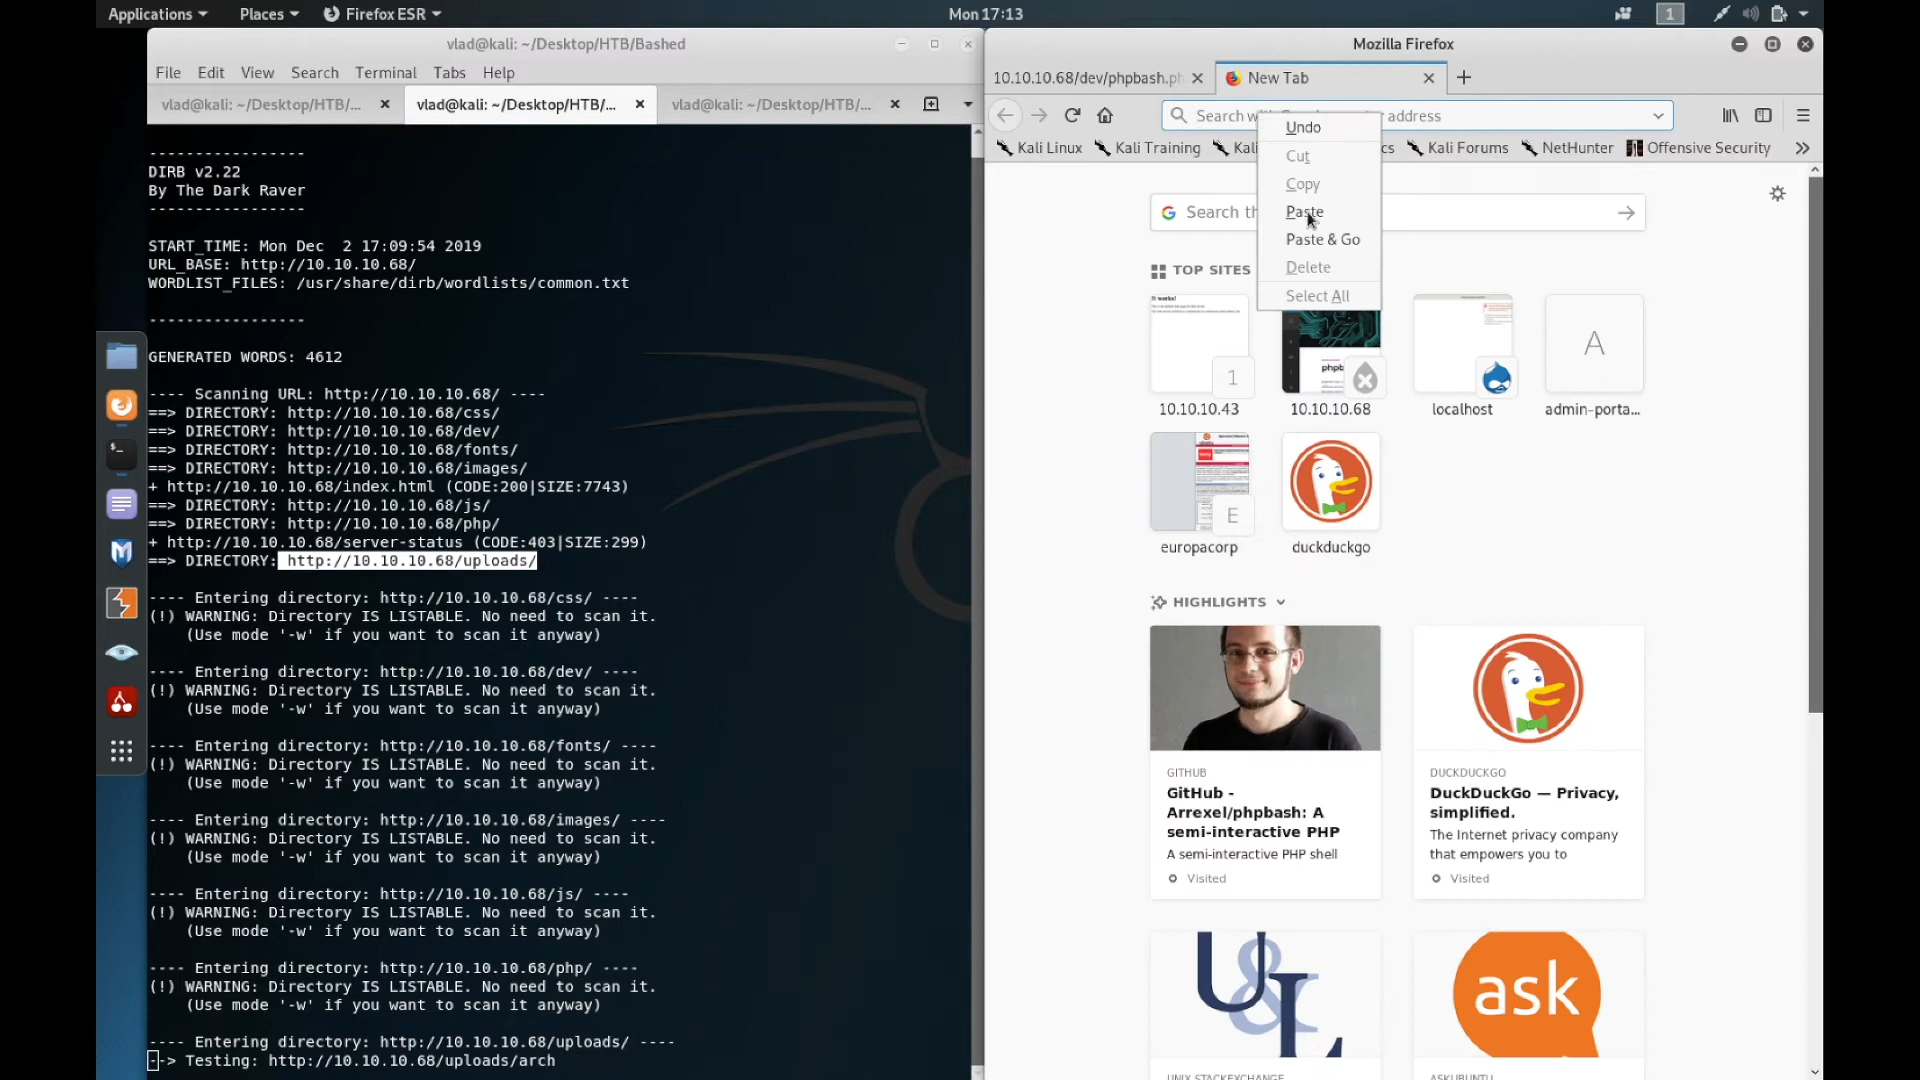 Applications
Places
Firefox ESR
Mon 17:13
1
vlad@kali: ~/Desktop/HTB/Bashed
File Edit View Search Terminal Tabs Help
vlad@kali: ~/Desktop/HTB/...
vlad@kali: ~/Desktop/HTB/...
vlad@kali: ~/Desktop/HTB/...
-----------------
DIRB v2.22
By The Dark Raver
-----------------
START_TIME: Mon Dec  2 17:09:54 2019
URL_BASE: http://10.10.10.68/
WORDLIST_FILES: /usr/share/dirb/wordlists/common.txt
-----------------
GENERATED WORDS: 4612
---- Scanning URL: http://10.10.10.68/ ----
==> DIRECTORY: http://10.10.10.68/css/
==> DIRECTORY: http://10.10.10.68/dev/
==> DIRECTORY: http://10.10.10.68/fonts/
==> DIRECTORY: http://10.10.10.68/images/
+ http://10.10.10.68/index.html (CODE:200|SIZE:7743)
==> DIRECTORY: http://10.10.10.68/js/
==> DIRECTORY: http://10.10.10.68/php/
+ http://10.10.10.68/server-status (CODE:403|SIZE:299)
==> DIRECTORY: http://10.10.10.68/uploads/
---- Entering directory: http://10.10.10.68/css/ ----
(!) WARNING: Directory IS LISTABLE. No need to scan it.
(Use mode '-w' if you want to scan it anyway)
---- Entering directory: http://10.10.10.68/dev/ ----
(!) WARNING: Directory IS LISTABLE. No need to scan it.
(Use mode '-w' if you want to scan it anyway)
---- Entering directory: http://10.10.10.68/fonts/ ----
(!) WARNING: Directory IS LISTABLE. No need to scan it.
(Use mode '-w' if you want to scan it anyway)
---- Entering directory: http://10.10.10.68/images/ ----
(!) WARNING: Directory IS LISTABLE. No need to scan it.
(Use mode '-w' if you want to scan it anyway)
---- Entering directory: http://10.10.10.68/js/ ----
(!) WARNING: Directory IS LISTABLE. No need to scan it.
(Use mode '-w' if you want to scan it anyway)
---- Entering directory: http://10.10.10.68/php/ ----
(!) WARNING: Directory IS LISTABLE. No need to scan it.
(Use mode '-w' if you want to scan it anyway)
---- Entering directory: http://10.10.10.68/uploads/ ----
--> Testing: http://10.10.10.68/uploads/arch
Mozilla Firefox
10.10.10.68/dev/phpbash.ph
New Tab
Search w
address
Kali Linux
Kali Training
Kali
cs
Kali Forums
NetHunter
Offensive Security
Undo
Cut
Copy
Paste
Paste & Go
Delete
Select All
Search th
TOP SITES
It works!
1
10.10.10.43
phpb
10.10.10.68
localhost
A
admin-porta...
E
europacorp
duckduckgo
HIGHLIGHTS
GITHUB
GitHub -
Arrexel/phpbash: A
semi-interactive PHP
A semi-interactive PHP shell
Visited
DUCKDUCKGO
DuckDuckGo — Privacy,
simplified.
The Internet privacy company
that empowers you to
Visited
U&L
UNIX.STACKEXCHANGE
ask
ASKUBUNTU